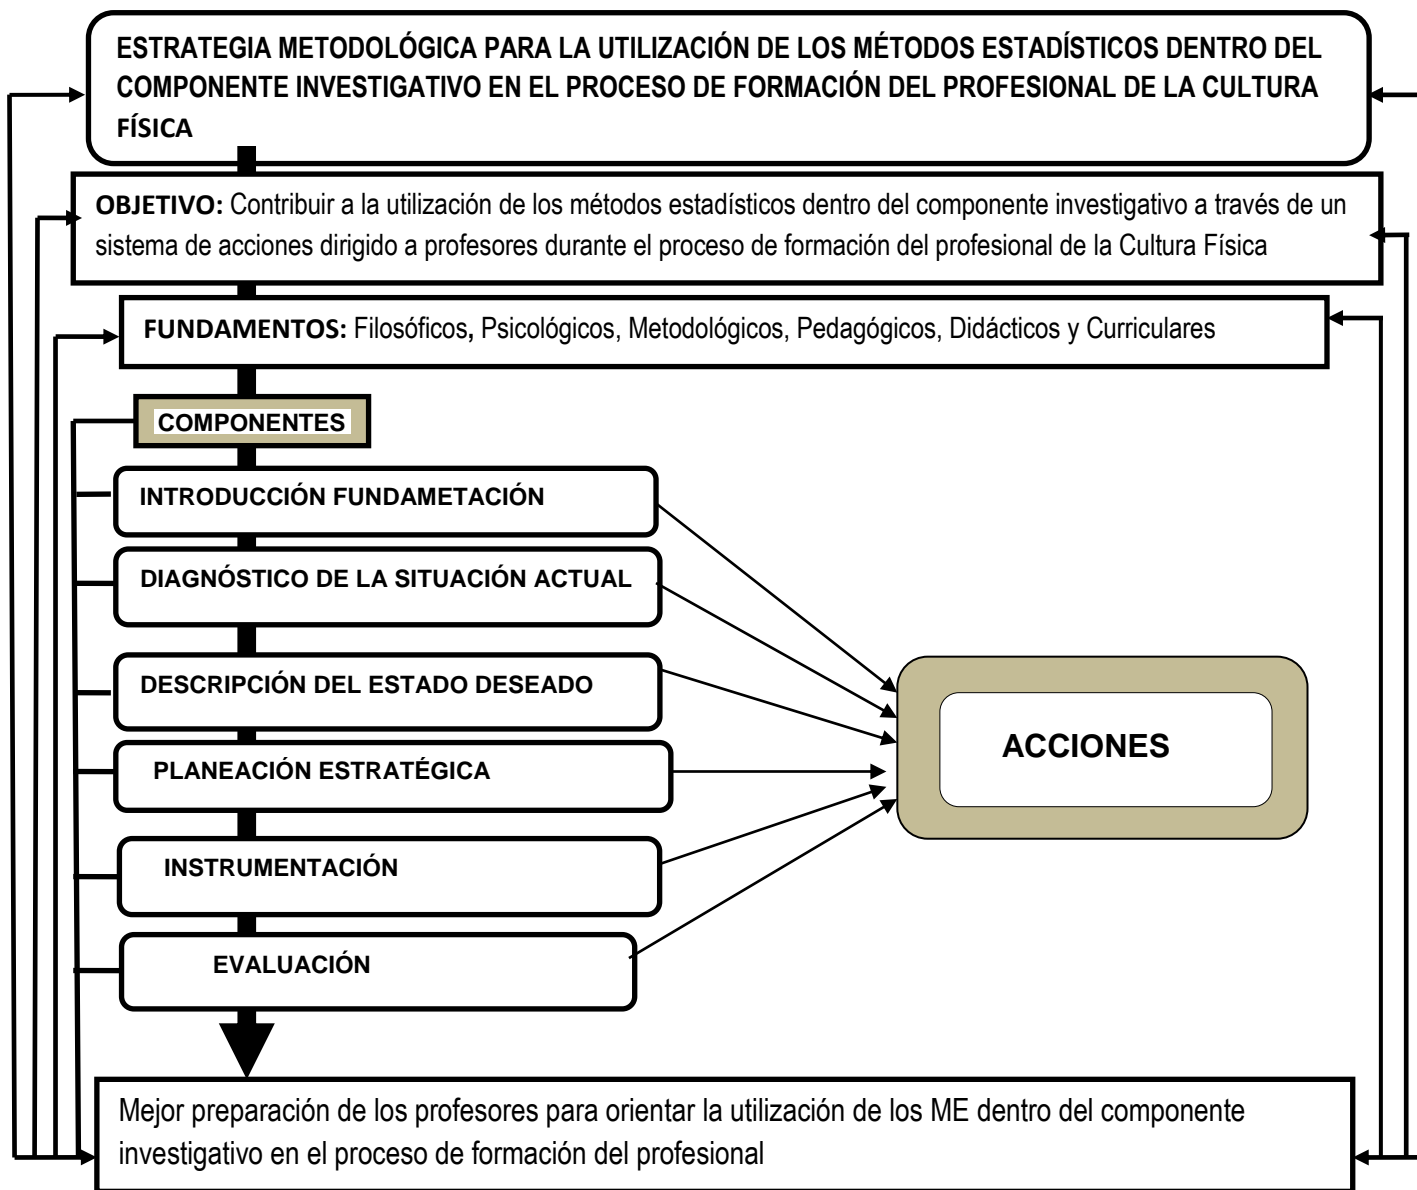 ESTRATEGIA METODOLÓGICA PARA LA UTILIZACIÓN DE LOS MÉTODOS ESTADÍSTICOS DENTRO DEL
COMPONENTE INVESTIGATIVO EN EL PROCESO DE FORMACIÓN DEL PROFESIONAL DE LA CULTURA
FÍSICA
OBJETIVO: Contribuir a la utilización de los métodos estadísticos dentro del componente investigativo a través de un
sistema de acciones dirigido a profesores durante el proceso de formación del profesional de la Cultura Física
FUNDAMENTOS: Filosóficos, Psicológicos, Metodológicos, Pedagógicos, Didácticos y Curriculares
COMPONENTES
INTRODUCCIÓN FUNDAMETACIÓN
DIAGNÓSTICO DE LA SITUACIÓN ACTUAL
DESCRIPCIÓN DEL ESTADO DESEADO
PLANEACIÓN ESTRATÉGICA
INSTRUMENTACIÓN
EVALUACIÓN
ACCIONES
Mejor preparación de los profesores para orientar la utilización de los ME dentro del componente
investigativo en el proceso de formación del profesional